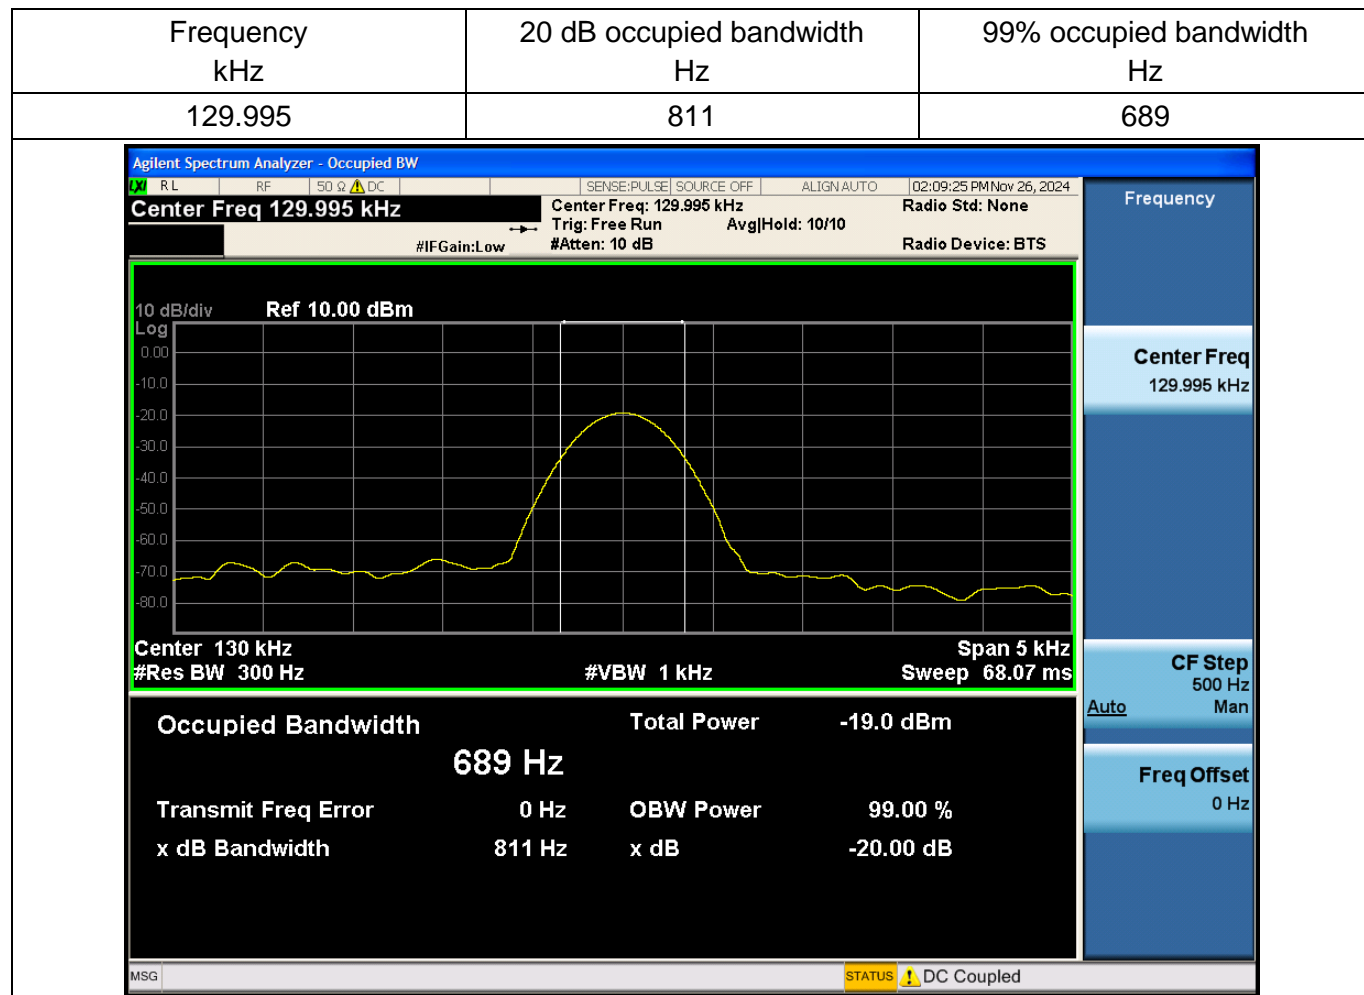 Frequency kHz 20 dB occupied bandwidth Hz 99% occupied bandwidth Hz
129.995 811 689
Agilent Spectrum Analyzer - Occupied BW
LXI RL RF 50 Ω DC SENSE:PULSE SOURCE OFF ALIGN AUTO 02:09:25 PM Nov 26, 2024
Center Freq 129.995 kHz Center Freq: 129.995 kHz Radio Std: None
Trig: Free Run Avg|Hold: 10/10
#IFGain:Low #Atten: 10 dB Radio Device: BTS
Frequency
10 dB/div Ref 10.00 dBm
Log
0.00
-10.0
-20.0
-30.0
-40.0
-50.0
-60.0
-70.0
-80.0
Center 130 kHz Span 5 kHz
#Res BW 300 Hz #VBW 1 kHz Sweep 68.07 ms
Center Freq
129.995 kHz
CF Step
500 Hz
Auto Man
Freq Offset
0 Hz
Occupied Bandwidth Total Power -19.0 dBm
689 Hz
Transmit Freq Error 0 Hz OBW Power 99.00 %
x dB Bandwidth 811 Hz x dB -20.00 dB
MSG STATUS DC Coupled